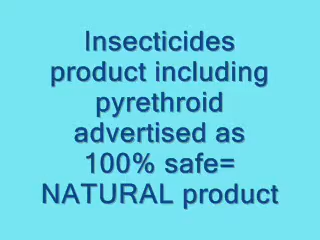 Insecticides
product including
pyrethroid
advertised as
100% safe=
NATURAL product